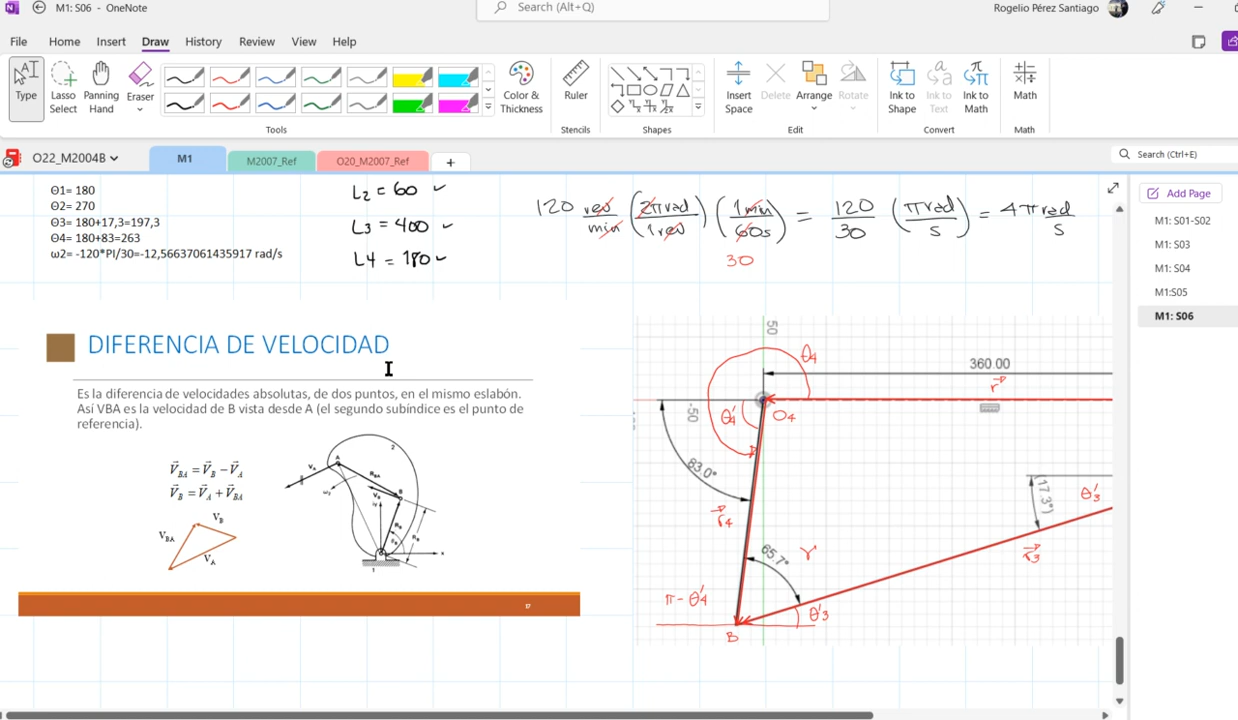 M1: S06 - OneNote
Search (Alt+Q)
Rogelio Pérez Santiago
File Home Insert Draw History Review View Help
Type
Lasso Select
Panning Hand
Eraser
Color & Thickness
Ruler
Insert Space
Delete
Arrange
Rotate
Ink to Shape
Ink to Text
Ink to Math
Math
Tools
Stencils
Shapes
Edit
Convert
Math
O22_M2004B
M1
M2007_Ref
O20_M2007_Ref
+
Search (Ctrl+E)
Add Page
M1: S01-S02
M1: S03
M1: S04
M1:S05
M1: S06
Θ1= 180
Θ2= 270
Θ3= 180+17,3=197,3
Θ4= 180+83=263
ω2= -120*PI/30=-12,56637061435917 rad/s
L2 = 60 ✓
L3 = 400 ✓
L4 = 180 ✓
120 rev/min (2π rad/1 rev) (1 min/60s) = 120/30 (π rad/s) = 4π rad/s
30
DIFERENCIA DE VELOCIDAD
Es la diferencia de velocidades absolutas, de dos puntos, en el mismo eslabón.
Así VBA es la velocidad de B vista desde A (el segundo subíndice es el punto de
referencia).
V⃗BA = V⃗B − V⃗A
V⃗B = V⃗A + V⃗BA
VB
VBA
VA
A
2
VA
RBA
B
ω2
1
x
17
50
θ4
360.00
r⃗
-50
θ'4
O4
83.0°
r⃗4
17.3°
θ'3
r⃗3
65.7°
γ
π - θ'4
θ'3
B